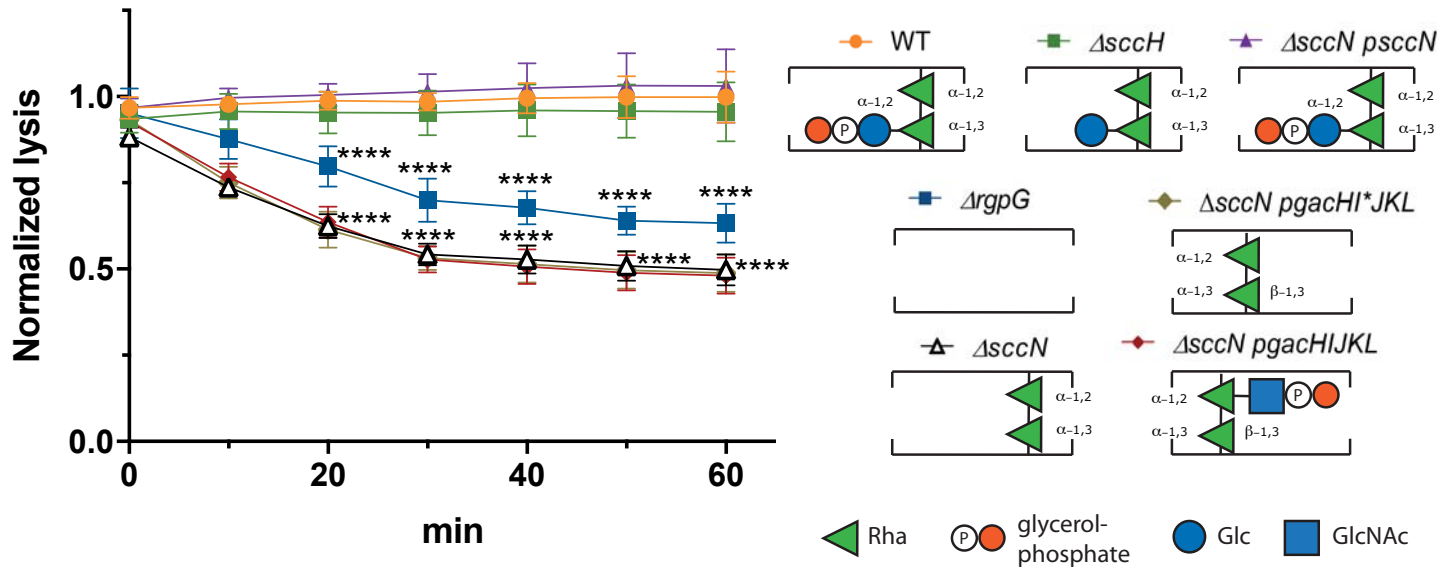 Normalized lysis
1.0
0.5
0.0
0
20
40
60
min
****
****
****
****
****
****
****
****
****
****
WT
ΔsccH
ΔsccN psccN
α-1,2
α-1,2
α-1,3
P
α-1,2
α-1,3
α-1,2
α-1,2
α-1,3
P
ΔrgpG
ΔsccN pgacHI*JKL
α-1,2
α-1,3
β-1,3
ΔsccN
ΔsccN pgacHIJKL
α-1,2
α-1,3
α-1,2
P
α-1,3
β-1,3
Rha
P
glycerol-
phosphate
Glc
GlcNAc